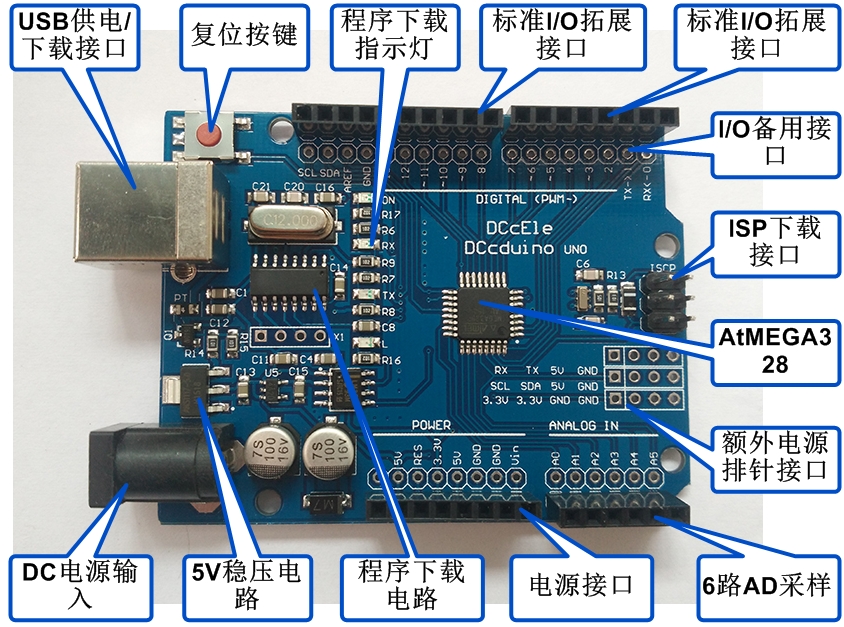 USB供电/
下载接口
复位按键
程序下载
指示灯
标准I/O拓展
接口
标准I/O拓展
接口
I/O备用接
口
ISP下载
接口
AtMEGA3
28
额外电源
排针接口
6路AD采样
电源接口
程序下载
电路
5V稳压电
路
DC电源输
入
SCL SDA AREF GND 12 ~11 ~10 ~9 8 7 ~6 ~5 4 ~3 2 TX→1 RX←0
DIGITAL (PWM~)
DCcEle
DCcduino UNO
C21 C20 C16
C12.000
ON
R17
R6
RX
R9
R7
TX
R8
C8
L
R16
C14
C1
C12
Q1
R14
R15
X1
C11 C4
C13 U5 C15
C6 R13
ISCP
RX TX 5V GND
SCL SDA 5V GND
3.3V 3.3V GND GND
7S
100
16V
7S
100
16V
M7
POWER
5V RES 3.3V 5V GND GND Vin
ANALOG IN
A0 A1 A2 A3 A4 A5